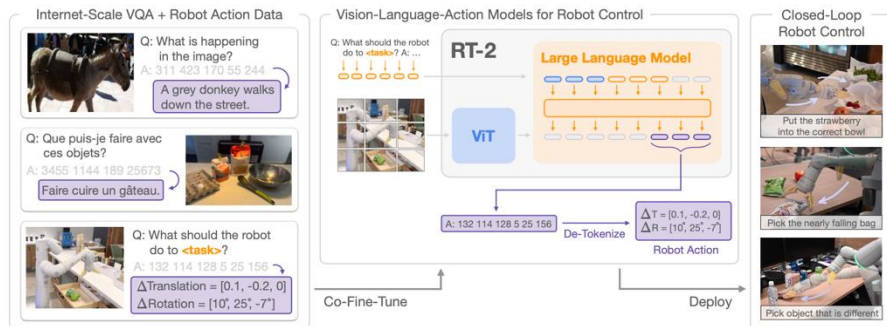 Internet-Scale VQA + Robot Action Data
Q: What is happening
in the image?
A: 311 423 170 55 244
A grey donkey walks
down the street.
Q: Que puis-je faire avec
ces objets?
A: 3455 1144 189 25673
Faire cuire un gâteau.
Q: What should the robot
do to <task>?
A: 132 114 128 5 25 156
ΔTranslation = [0.1, -0.2, 0]
ΔRotation = [10°, 25°, -7°]
Co-Fine-Tune
Vision-Language-Action Models for Robot Control
Q: What should the robot
do to <task>? A: ...
RT-2
Large Language Model
ViT
A: 132 114 128 5 25 156
De-Tokenize
ΔT = [0.1, -0.2, 0]
ΔR = [10°, 25°, -7°]
Robot Action
Deploy
Closed-Loop
Robot Control
Put the strawberry
into the correct bowl
Pick the nearly falling bag
Pick object that is different